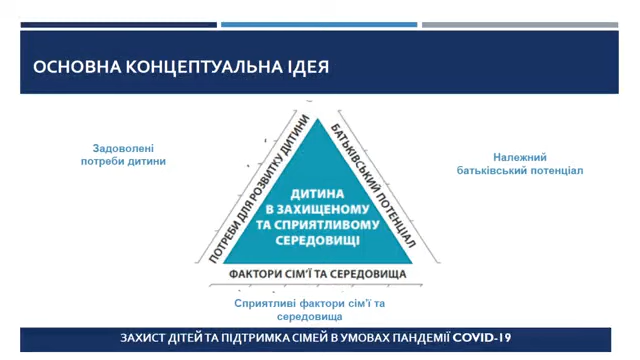 ОСНОВНА КОНЦЕПТУАЛЬНА ІДЕЯ
Задоволені
потреби дитини
Належний
батьківський потенціал
ПОТРЕБИ ДЛЯ РОЗВИТКУ ДИТИНИ
БАТЬКІВСЬКИЙ ПОТЕНЦІАЛ
ДИТИНА
В ЗАХИЩЕНОМУ
ТА СПРИЯТЛИВОМУ
СЕРЕДОВИЩІ
ФАКТОРИ СІМ'Ї ТА СЕРЕДОВИЩА
Сприятливі фактори сім'ї та
середовища
ЗАХИСТ ДІТЕЙ ТА ПІДТРИМКА СІМЕЙ В УМОВАХ ПАНДЕМІЇ COVID-19